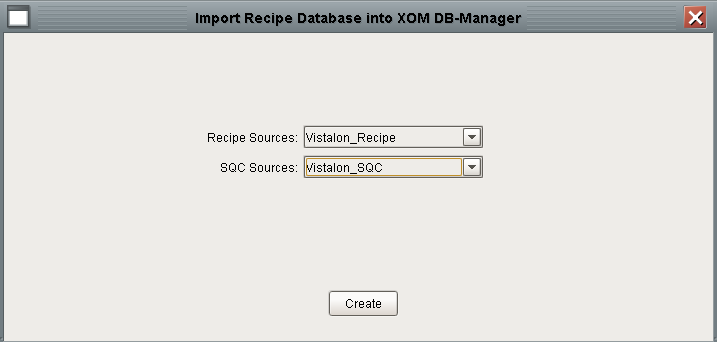 Import Recipe Database into XOM DB-Manager
Recipe Sources: Vistalon_Recipe
SQC Sources: Vistalon_SQC
Create